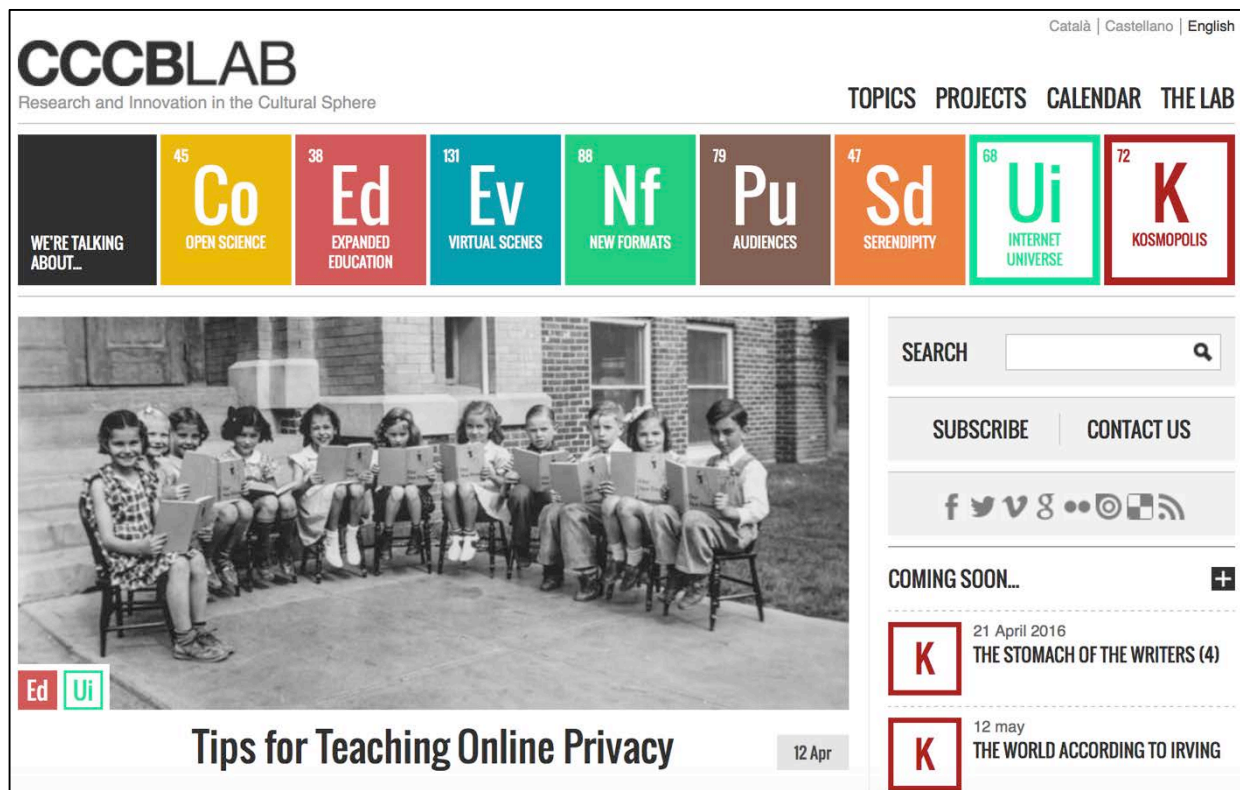 Català | Castellano | English
CCCBLAB
Research and Innovation in the Cultural Sphere
TOPICS PROJECTS CALENDAR THE LAB
WE'RE TALKING
ABOUT...
45
Co
OPEN SCIENCE
38
Ed
EXPANDED
EDUCATION
131
Ev
VIRTUAL SCENES
88
Nf
NEW FORMATS
79
Pu
AUDIENCES
47
Sd
SERENDIPITY
68
Ui
INTERNET
UNIVERSE
72
K
KOSMOPOLIS
Ed Ui
Tips for Teaching Online Privacy
12 Apr
SEARCH
SUBSCRIBE CONTACT US
COMING SOON...
K
21 April 2016
THE STOMACH OF THE WRITERS (4)
K
12 may
THE WORLD ACCORDING TO IRVING